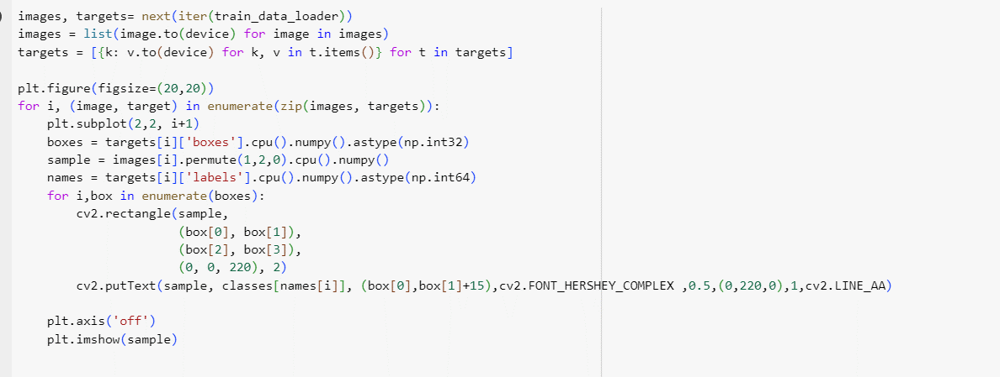 images, targets= next(iter(train_data_loader))
images = list(image.to(device) for image in images)
targets = [{k: v.to(device) for k, v in t.items()} for t in targets]
plt.figure(figsize=(20,20))
for i, (image, target) in enumerate(zip(images, targets)):
    plt.subplot(2,2, i+1)
    boxes = targets[i]['boxes'].cpu().numpy().astype(np.int32)
    sample = images[i].permute(1,2,0).cpu().numpy()
    names = targets[i]['labels'].cpu().numpy().astype(np.int64)
    for i,box in enumerate(boxes):
        cv2.rectangle(sample,
                      (box[0], box[1]),
                      (box[2], box[3]),
                      (0, 0, 220), 2)
        cv2.putText(sample, classes[names[i]], (box[0],box[1]+15),cv2.FONT_HERSHEY_COMPLEX ,0.5,(0,220,0),1,cv2.LINE_AA)
    plt.axis('off')
    plt.imshow(sample)